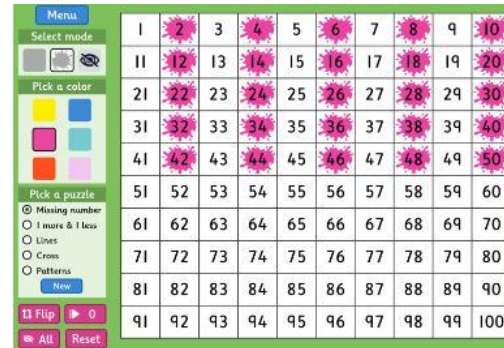 Menu
Select mode
Pick a color
Pick a puzzle
Missing number
1 more & 1 less
Lines
Cross
Patterns
New
Flip
0
All
Reset
1 2 3 4 5 6 7 8 9 10
11 12 13 14 15 16 17 18 19 20
21 22 23 24 25 26 27 28 29 30
31 32 33 34 35 36 37 38 39 40
41 42 43 44 45 46 47 48 49 50
51 52 53 54 55 56 57 58 59 60
61 62 63 64 65 66 67 68 69 70
71 72 73 74 75 76 77 78 79 80
81 82 83 84 85 86 87 88 89 90
91 92 93 94 95 96 97 98 99 100